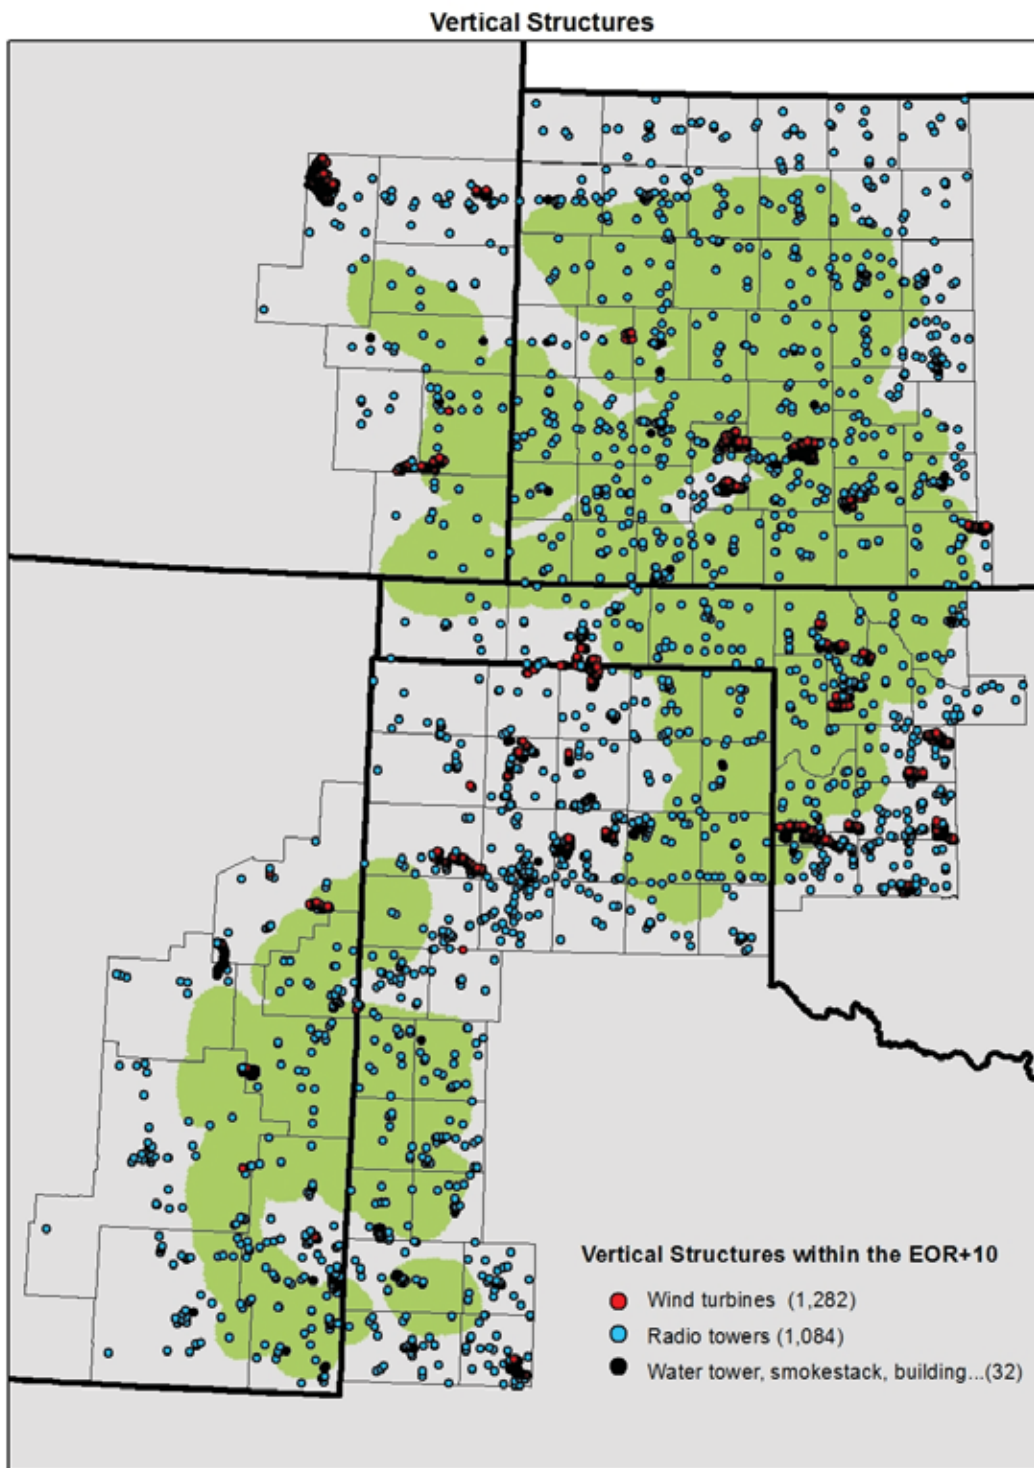 Vertical Structures
Vertical Structures within the EOR+10
Wind turbines (1,282)
Radio towers (1,084)
Water tower, smokestack, building...(32)